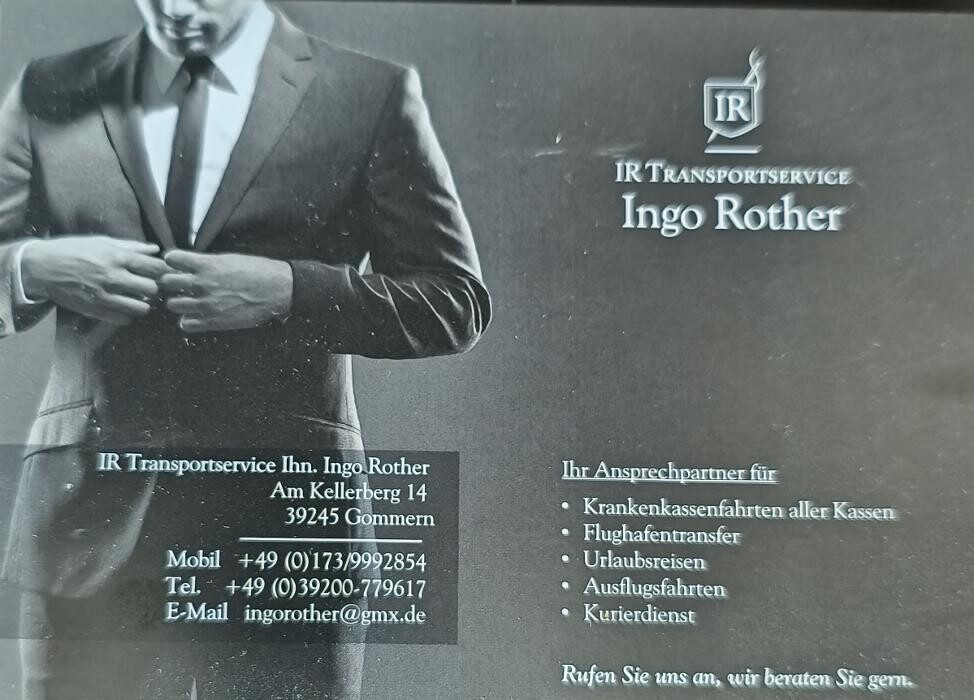 IR
IR TRANSPORTSERVICE
Ingo Rother
IR Transportservice Ihn. Ingo Rother
Am Kellerberg 14
39245 Gommern
Mobil +49 (0)173/9992854
Tel. +49 (0)39200-779617
E-Mail ingorother@gmx.de
Ihr Ansprechpartner für
• Krankenkassenfahrten aller Kassen
• Flughafentransfer
• Urlaubsreisen
• Ausflugsfahrten
• Kurierdienst
Rufen Sie uns an, wir beraten Sie gern.